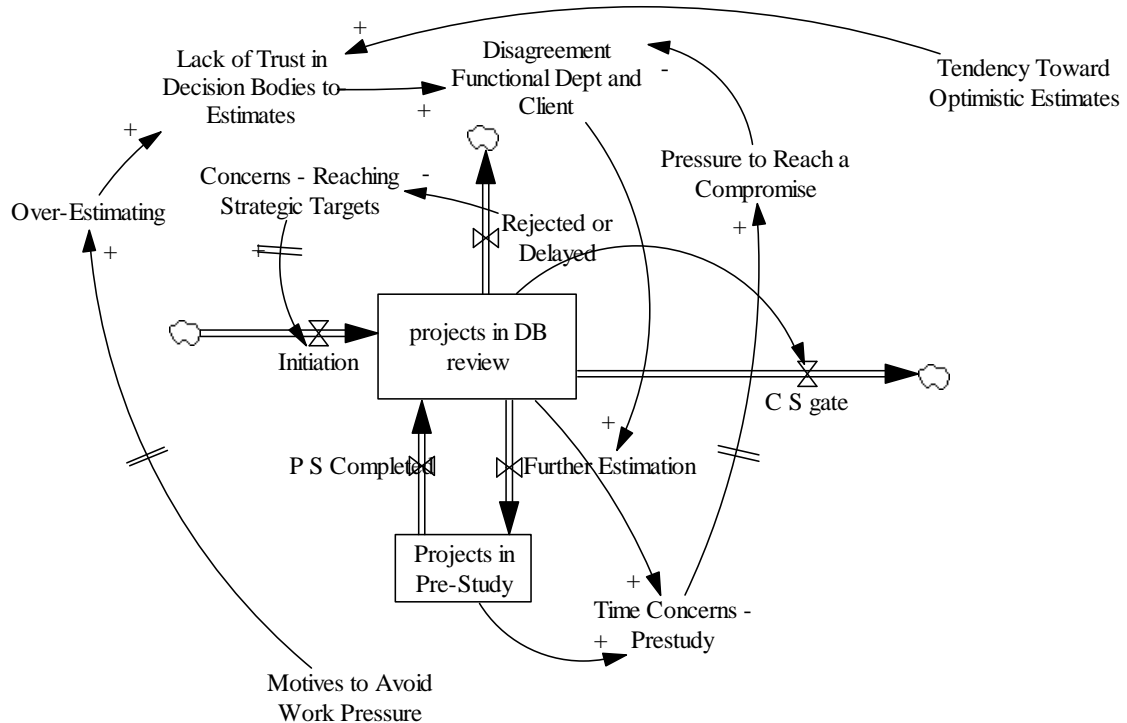 +
Lack of Trust in
Decision Bodies to
Estimates
-
+
Disagreement
Functional Dept and
Client
-
Tendency Toward
Optimistic Estimates
+
Over-Estimating
+
Concerns - Reaching
Strategic Targets
-
Rejected or
Delayed
Pressure to Reach a
Compromise
+
+
Initiation
projects in DB
review
C S gate
P S Completed
+
Further Estimation
Projects in
Pre-Study
+
Time Concerns -
Prestudy
+
Motives to Avoid
Work Pressure